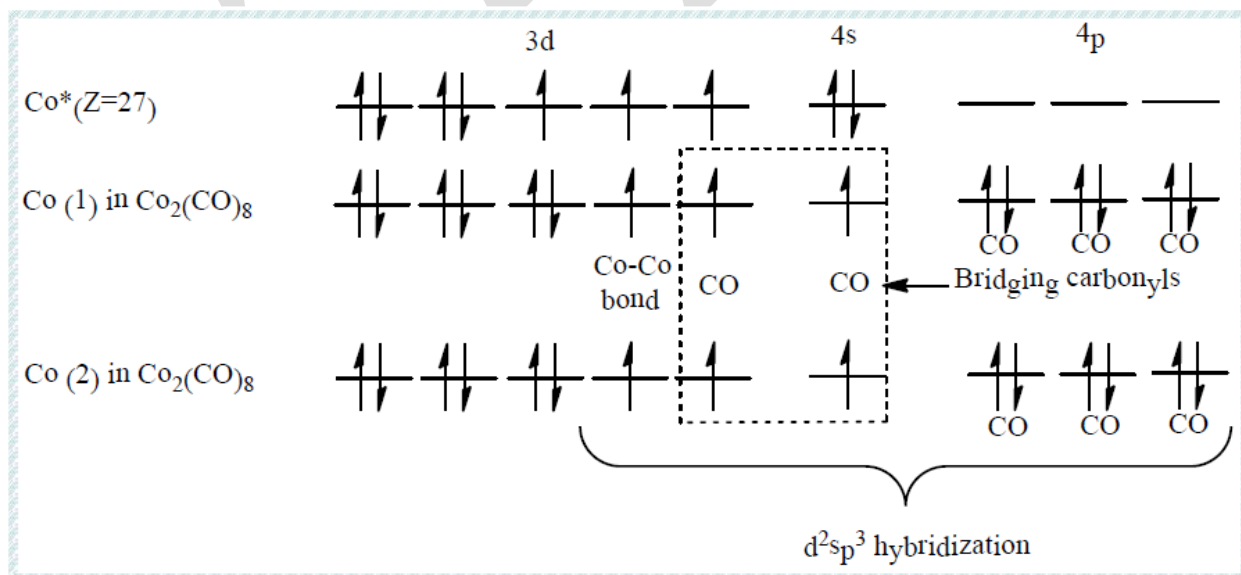 3d 4s 4p
Co*(Z=27)
Co (1) in Co2(CO)8
CO CO CO
Co-Co bond
CO CO
Bridging carbonyls
Co (2) in Co2(CO)8
CO CO CO
d2sp3 hybridization